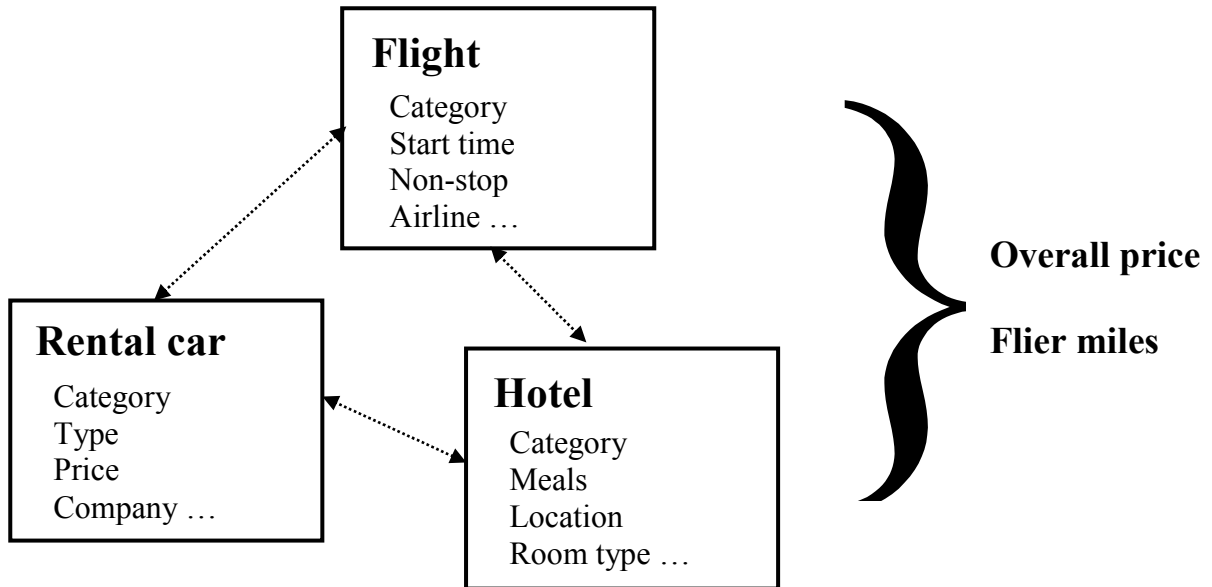 Flight
Category
Start time
Non-stop
Airline …
Rental car
Category
Type
Price
Company …
Hotel
Category
Meals
Location
Room type …
Overall price
Flier miles